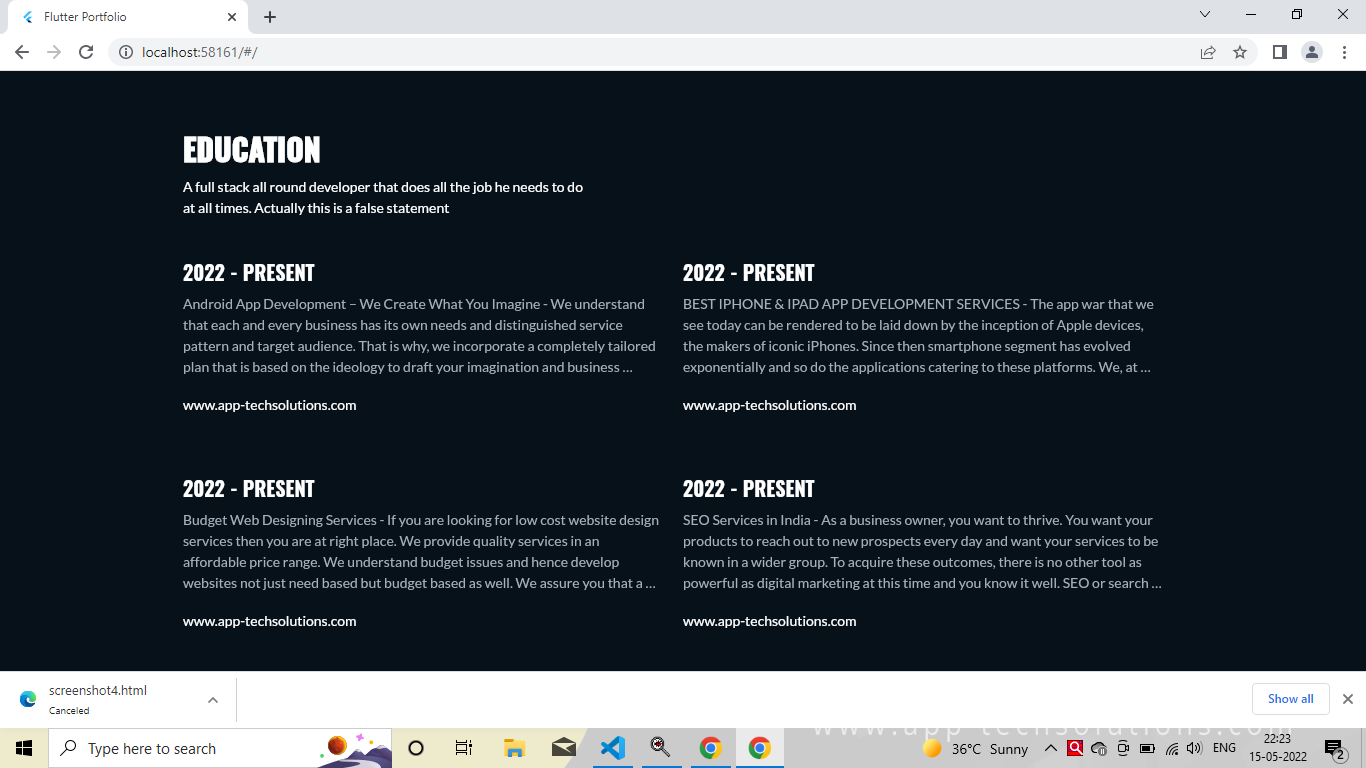 Flutter Portfolio
localhost:58161/#/
EDUCATION
A full stack all round developer that does all the job he needs to do
at all times. Actually this is a false statement
2022 - PRESENT
Android App Development – We Create What You Imagine - We understand
that each and every business has its own needs and distinguished service
pattern and target audience. That is why, we incorporate a completely tailored
plan that is based on the ideology to draft your imagination and business ...
www.app-techsolutions.com
2022 - PRESENT
BEST IPHONE & IPAD APP DEVELOPMENT SERVICES - The app war that we
see today can be rendered to be laid down by the inception of Apple devices,
the makers of iconic iPhones. Since then smartphone segment has evolved
exponentially and so do the applications catering to these platforms. We, at ...
www.app-techsolutions.com
2022 - PRESENT
Budget Web Designing Services - If you are looking for low cost website design
services then you are at right place. We provide quality services in an
affordable price range. We understand budget issues and hence develop
websites not just need based but budget based as well. We assure you that a ...
www.app-techsolutions.com
2022 - PRESENT
SEO Services in India - As a business owner, you want to thrive. You want your
products to reach out to new prospects every day and want your services to be
known in a wider group. To acquire these outcomes, there is no other tool as
powerful as digital marketing at this time and you know it well. SEO or search ...
www.app-techsolutions.com
screenshot4.html
Canceled
Show all
www.app-techsolutions.com
Type here to search
36°C Sunny
ENG
22:23
15-05-2022
2